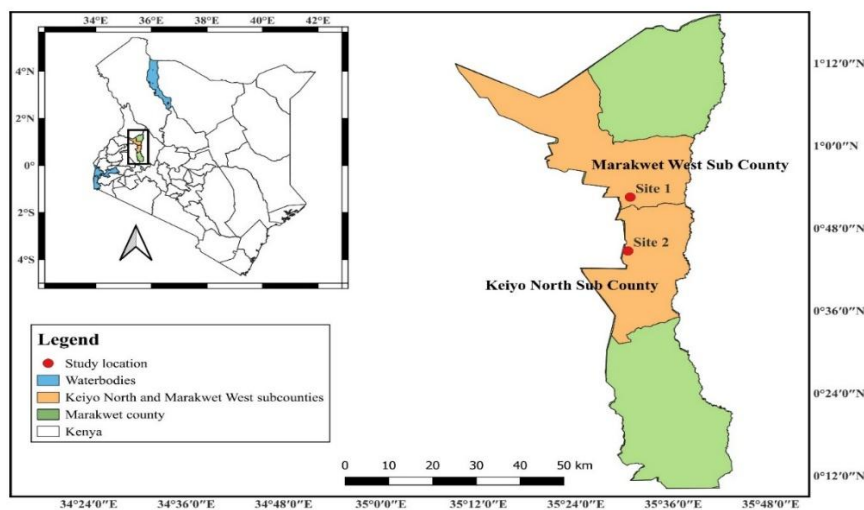 34°E 36°E 38°E 40°E 42°E
4°N
2°N
0°
2°S
4°S
1°12′0″N
1°0′0″N
0°48′0″N
0°36′0″N
0°24′0″N
0°12′0″N
Marakwet West Sub County
Site 1
Site 2
Keiyo North Sub County
Legend
Study location
Waterbodies
Keiyo North and Marakwet West subcounties
Marakwet county
Kenya
0 10 20 30 40 50 km
34°24′0″E 34°36′0″E 34°48′0″E 35°0′0″E 35°12′0″E 35°24′0″E 35°36′0″E 35°48′0″E